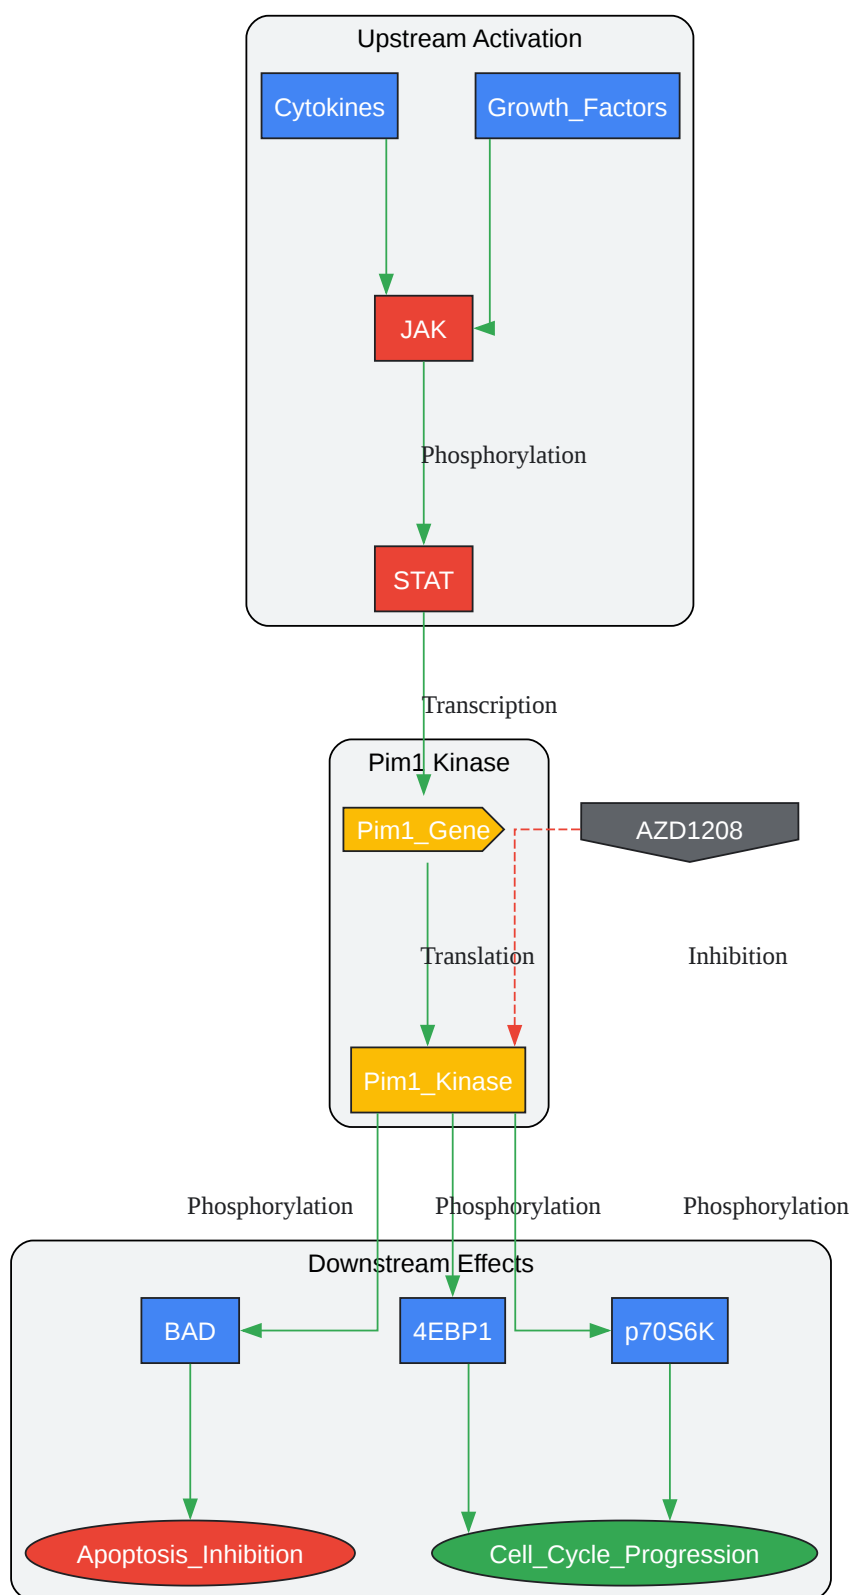 Upstream Activation
Cytokines
Growth_Factors
JAK
Phosphorylation
STAT
Transcription
Pim1 Kinase
Pim1_Gene
AZD1208
Translation
Inhibition
Pim1_Kinase
Phosphorylation
Phosphorylation
Phosphorylation
Downstream Effects
BAD
4EBP1
p70S6K
Apoptosis_Inhibition
Cell_Cycle_Progression